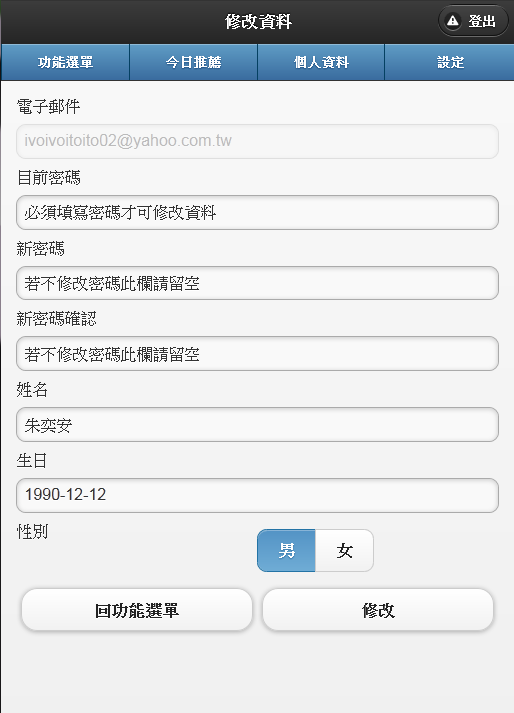 修改資料
登出
功能選單 今日推薦 個人資料 設定
電子郵件
ivoivoitoito02@yahoo.com.tw
目前密碼
必須填寫密碼才可修改資料
新密碼
若不修改密碼此欄請留空
新密碼確認
若不修改密碼此欄請留空
姓名
朱奕安
生日
1990-12-12
性別
男 女
回功能選單 修改